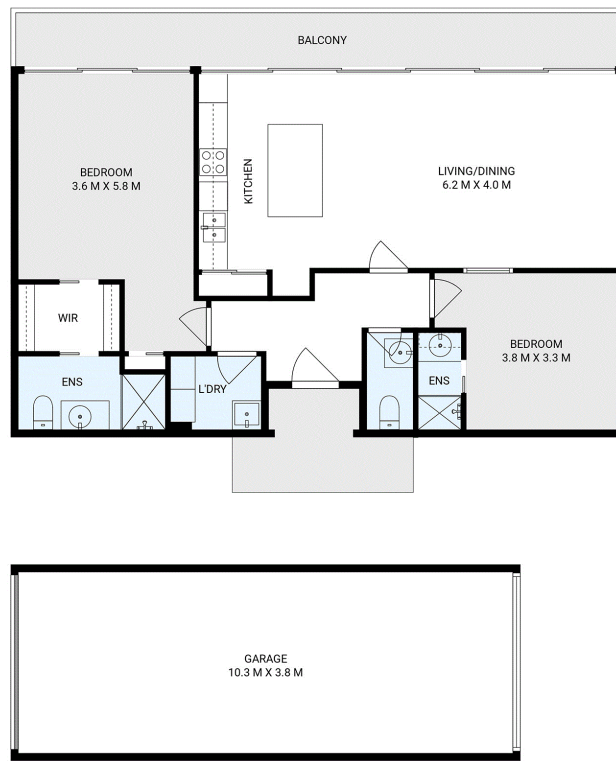 BALCONY
BEDROOM
3.6 M X 5.8 M
KITCHEN
LIVING/DINING
6.2 M X 4.0 M
WIR
BEDROOM
3.8 M X 3.3 M
ENS
L'DRY
ENS
GARAGE
10.3 M X 3.8 M